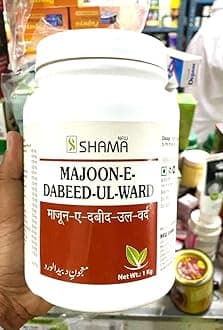 NEW
SHAMA
MAJOON-E-
DABEED-UL-WARD
माजून-ए-दबीद-उल-वर्द
معجون دبید الورد
Net Wt.: 1 Kg